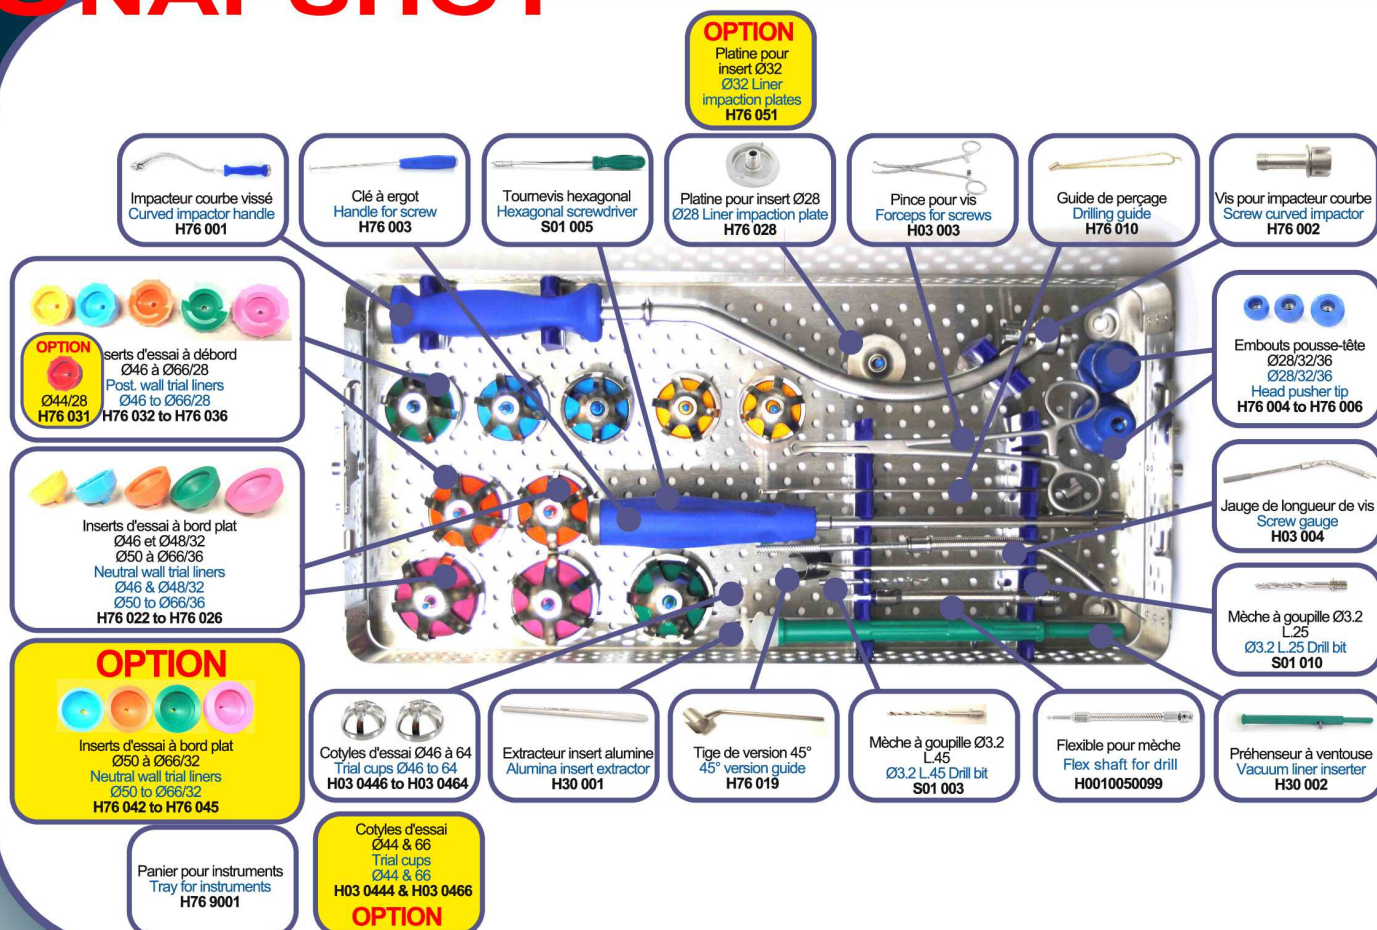 SNAPSHOT
OPTION
Platine pour
insert Ø32
Ø32 Liner
impaction plates
H76 051
Impacteur courbe vissé
Curved impactor handle
H76 001
Clé à ergot
Handle for screw
H76 003
Tournevis hexagonal
Hexagonal screwdriver
S01 005
Platine pour insert Ø28
Ø28 Liner impaction plate
H76 028
Pince pour vis
Forceps for screws
H03 003
Guide de perçage
Drilling guide
H76 010
Vis pour impacteur courbe
Screw curved impactor
H76 002
OPTION
Ø44/28
H76 031
serts d'essai à débord
Ø46 à Ø66/28
Post. wall trial liners
Ø46 to Ø66/28
H76 032 to H76 036
Embouts pousse-tête
Ø28/32/36
Ø28/32/36
Head pusher tip
H76 004 to H76 006
Inserts d'essai à bord plat
Ø46 et Ø48/32
Ø50 à Ø66/36
Neutral wall trial liners
Ø46 & Ø48/32
Ø50 to Ø66/36
H76 022 to H76 026
Jauge de longueur de vis
Screw gauge
H03 004
Mèche à goupille Ø3.2
L.25
Ø3.2 L.25 Drill bit
S01 010
OPTION
Inserts d'essai à bord plat
Ø50 à Ø66/32
Neutral wall trial liners
Ø50 to Ø66/32
H76 042 to H76 045
Cotyles d'essai Ø46 à 64
Trial cups Ø46 to 64
H03 0446 to H03 0464
Extracteur insert alumine
Alumina insert extractor
H30 001
Tige de version 45°
45° version guide
H76 019
Mèche à goupille Ø3.2
L.45
Ø3.2 L.45 Drill bit
S01 003
Flexible pour mèche
Flex shaft for drill
H0010050099
Préhenseur à ventouse
Vacuum liner inserter
H30 002
Panier pour instruments
Tray for instruments
H76 9001
Cotyles d'essai
Ø44 & 66
Trial cups
Ø44 & 66
H03 0444 & H03 0466
OPTION